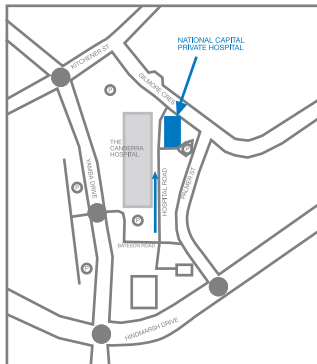 NATIONAL CAPITAL
PRIVATE HOSPITAL
KITCHENER ST
GILMORE CRES
P
THE
CANBERRA
HOSPITAL
P
YAMBA DRIVE
HOSPITAL ROAD
PALMER ST
P
P
BATESON ROAD
P
HINDMARSH DRIVE